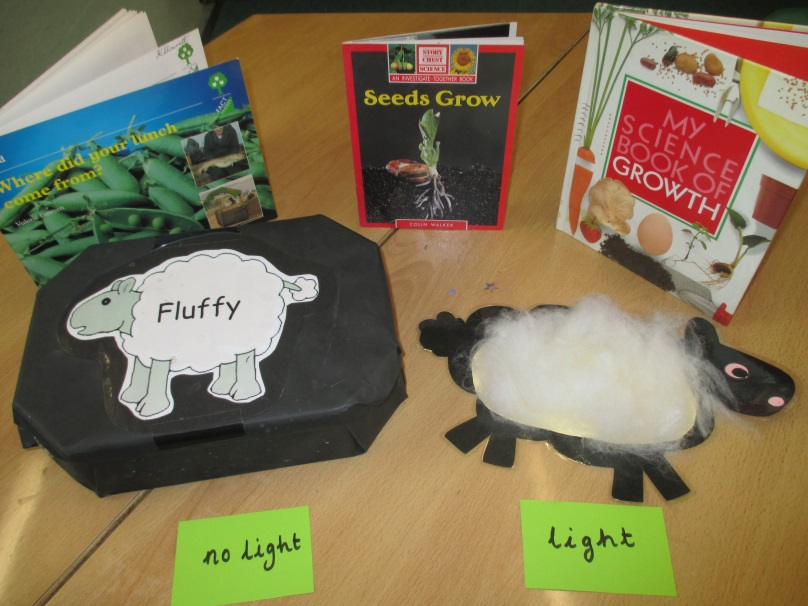 Where did your lunch
come from?
FACT
STORY
CHEST
SCIENCE
AN INVESTIGATE-TOGETHER BOOK
Seeds Grow
COLIN WALKER
MY
SCIENCE
BOOK OF
GROWTH
Fluffy
no light
light